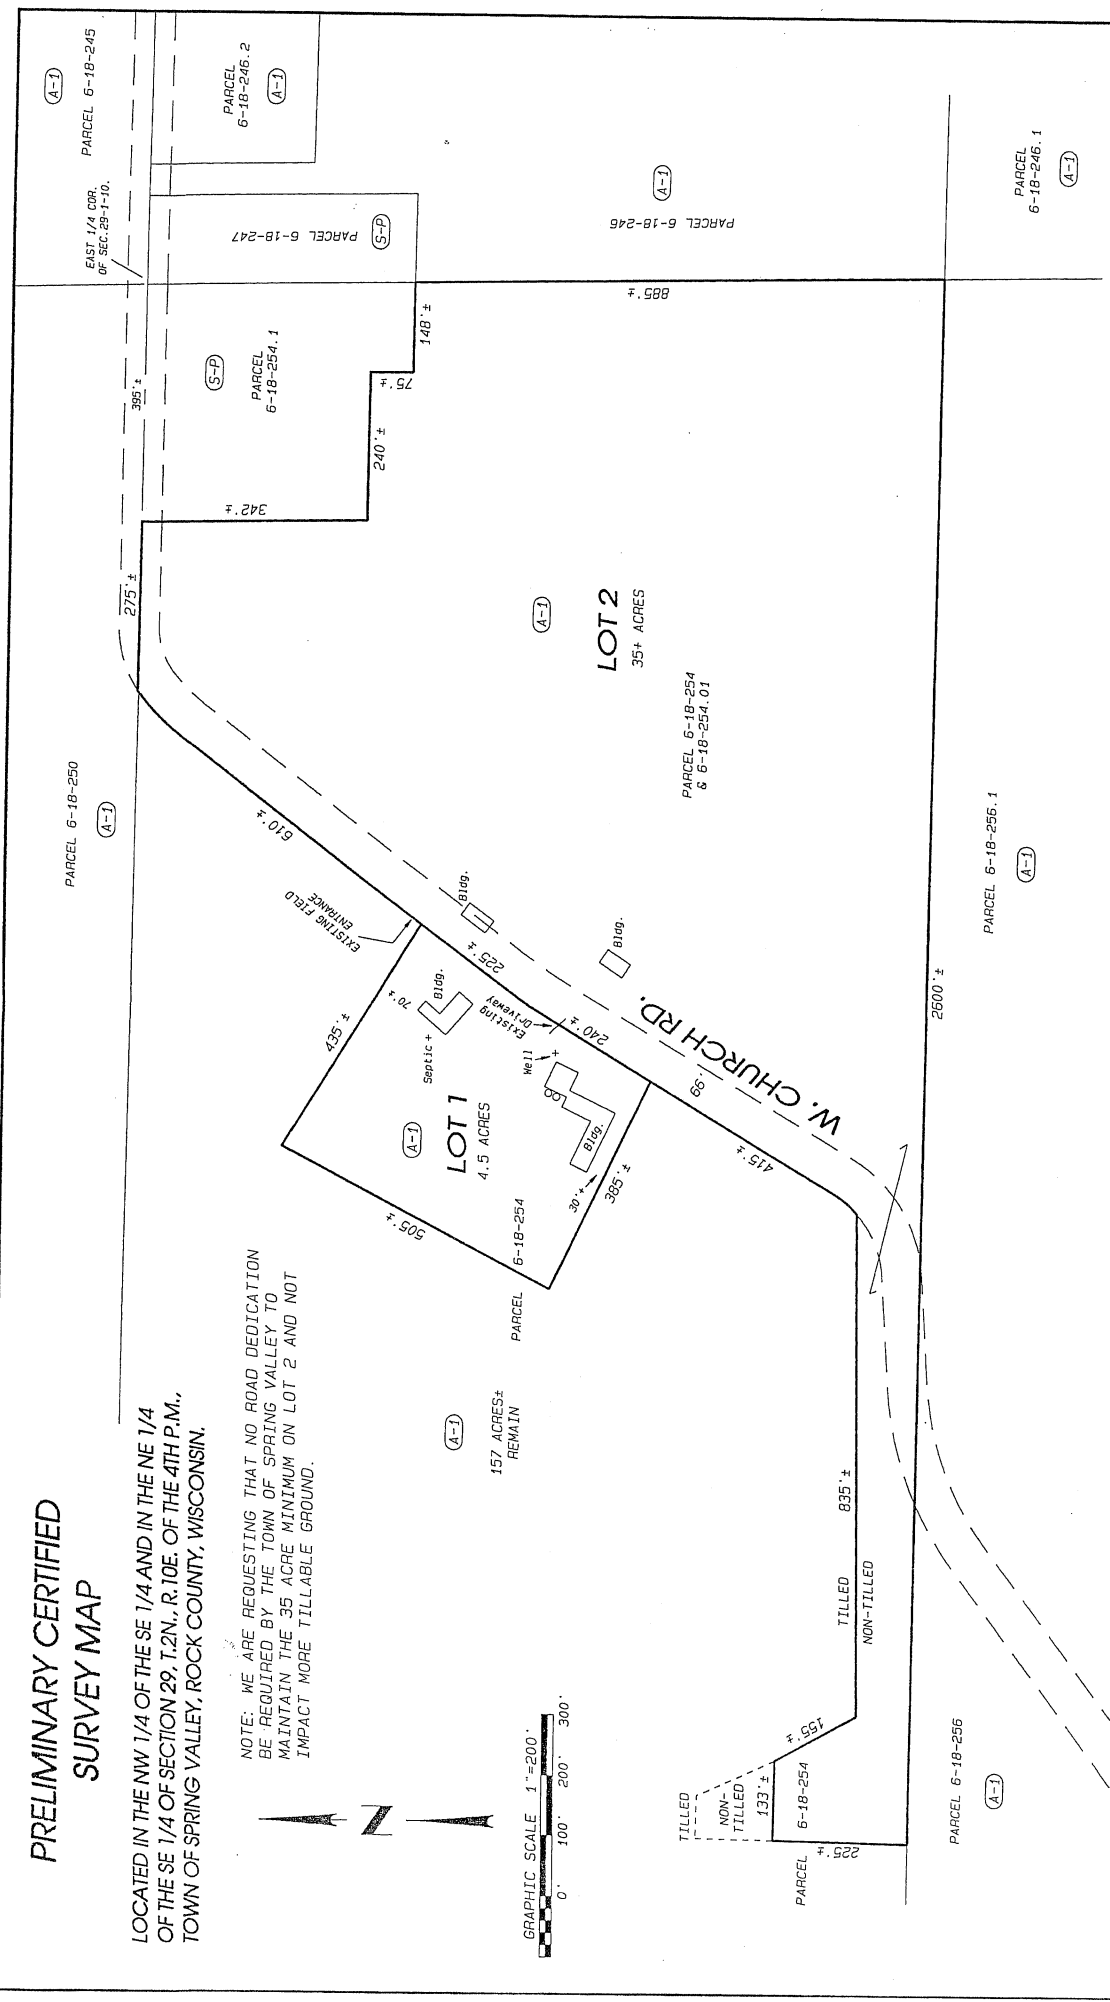 PRELIMINARY CERTIFIED
SURVEY MAP
LOCATED IN THE NW 1/4 OF THE SE 1/4 AND IN THE NE 1/4
OF THE SE 1/4 OF SECTION 29, T.2N., R.10E. OF THE 4TH P.M.,
TOWN OF SPRING VALLEY, ROCK COUNTY, WISCONSIN.
NOTE: WE ARE REQUESTING THAT NO ROAD DEDICATION
BE REQUIRED BY THE TOWN OF SPRING VALLEY TO
MAINTAIN THE 35 ACRE MINIMUM ON LOT 2 AND NOT
IMPACT MORE TILLABLE GROUND.
N
GRAPHIC SCALE 1"=200'
0' 100' 200' 300'
PARCEL 6-18-250
A-1
275'±
395'±
EAST 1/4 COR.
OF SEC.29-1-10.
PARCEL 6-18-245
A-1
PARCEL
6-18-246.2
A-1
PARCEL 6-18-247
S-P
S-P
PARCEL
6-18-254.1
342'±
240'±
75'±
148'±
PARCEL 6-18-246
A-1
885'±
PARCEL
6-18-246.1
A-1
610'±
EXISTING FIELD
ENTRANCE
435'±
70'±
225'±
Bldg.
Septic +
Bldg.
Existing
Driveway
240'±
Bldg.
Well
+
A-1
LOT 1
4.5 ACRES
Bldg.
30'±
385'±
505'±
PARCEL 6-18-254
A-1
LOT 2
35+ ACRES
PARCEL 6-18-254
& 6-18-254.01
W. CHURCH RD.
66'
415'±
A-1
157 ACRES±
REMAIN
835'±
TILLED
NON-TILLED
155'±
TILLED
NON-
TILLED
133'±
PARCEL 6-18-254
225'±
2600'±
PARCEL 6-18-256
A-1
PARCEL 6-18-256.1
A-1